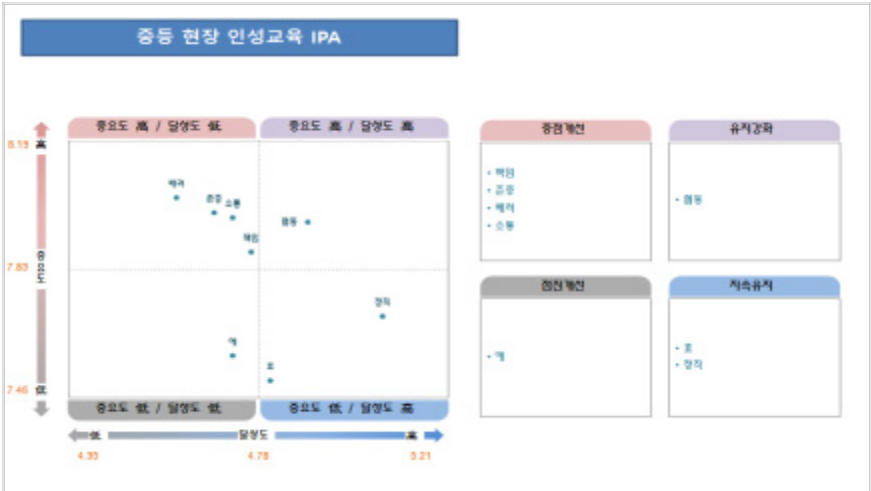 중등 현장 인성교육 IPA
중요도 高 / 달성도 低
중요도 高 / 달성도 高
8.19
高
중요도
7.83
7.46
低
배려
존중
소통
책임
협동
정직
예
효
중요도 低 / 달성도 低
중요도 低 / 달성도 高
低
달성도
高
4.35
4.78
5.21
중점개선
• 책임
• 존중
• 배려
• 소통
유지강화
• 협동
점진개선
• 예
지속유지
• 효
• 정직